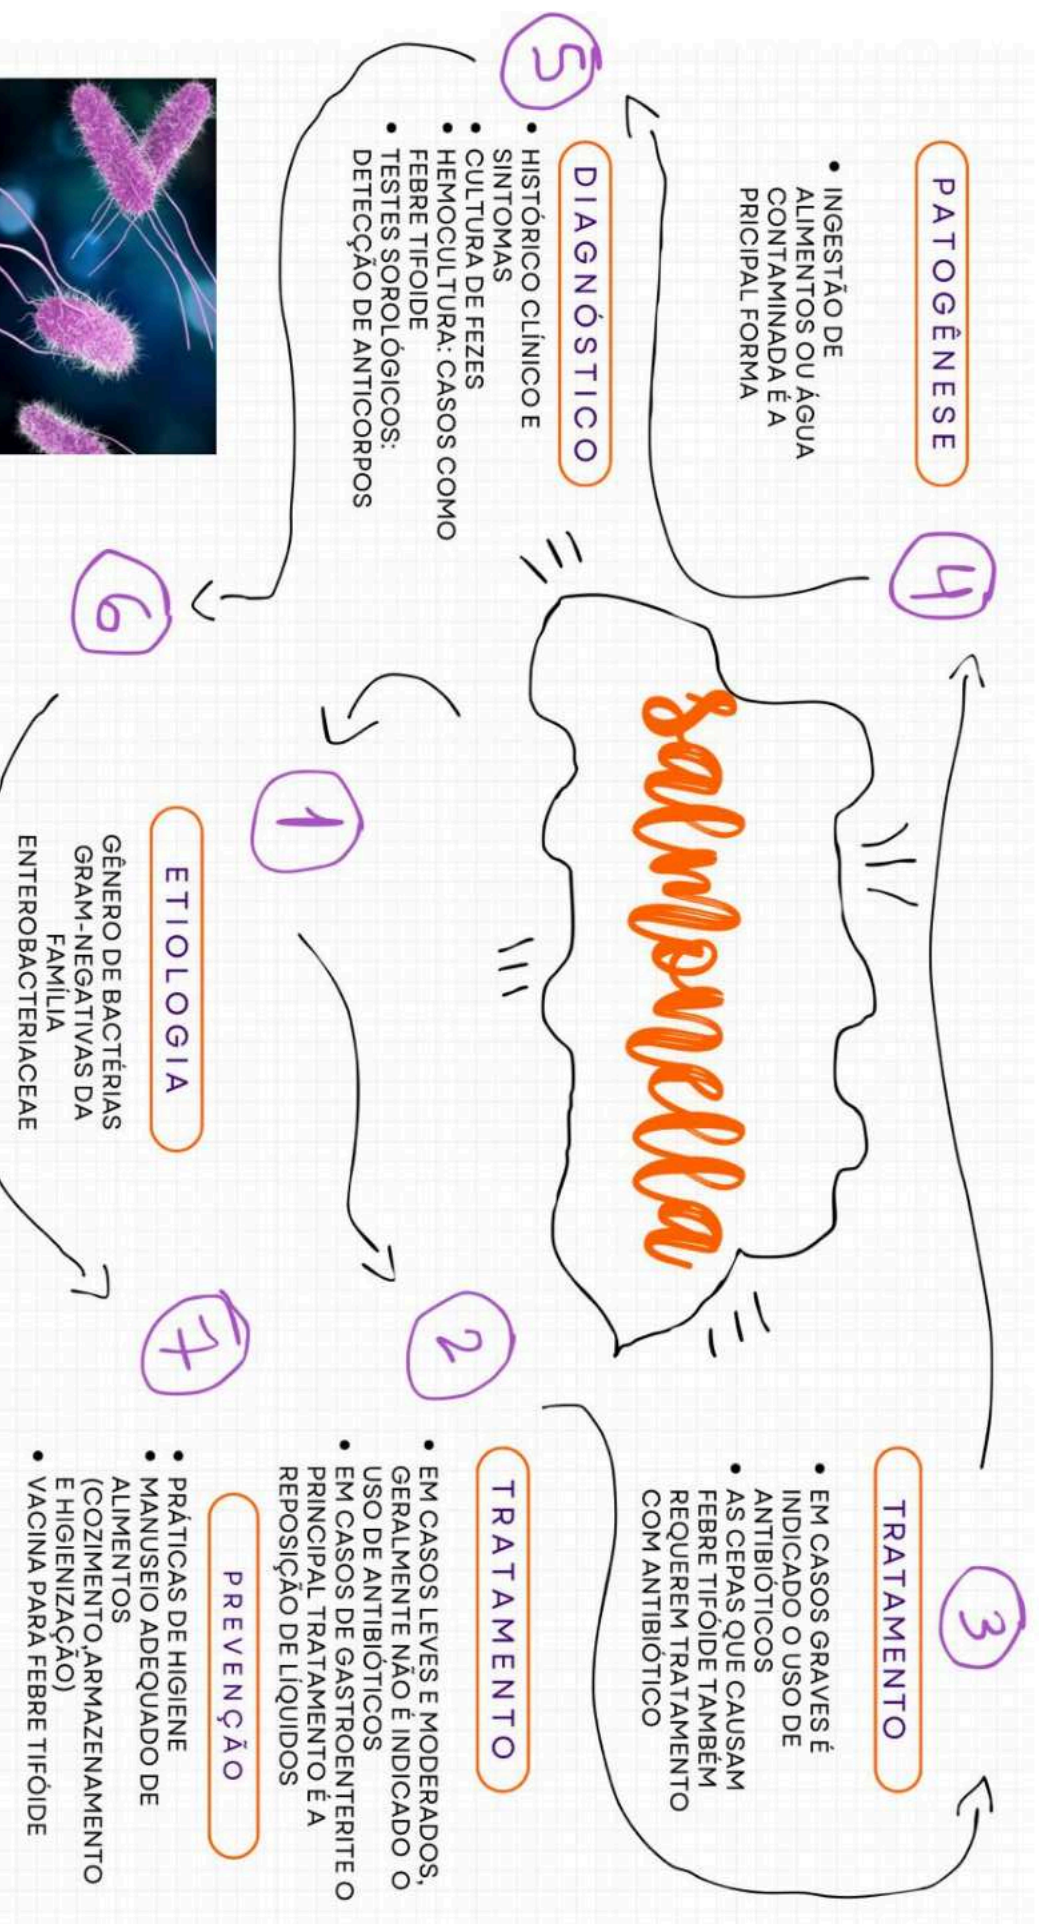 salmonella
1
ETIOLOGIA
GÊNERO DE BACTÉRIAS
GRAM-NEGATIVAS DA
FAMÍLIA
ENTEROBACTERIACEAE
2
TRATAMENTO
• EM CASOS LEVES E MODERADOS,
GERALMENTE NÃO É INDICADO O
USO DE ANTIBIÓTICOS
• EM CASOS DE GASTROENTERITE O
PRINCIPAL TRATAMENTO É A
REPOSIÇÃO DE LÍQUIDOS
3
TRATAMENTO
• EM CASOS GRAVES É
INDICADO O USO DE
ANTIBIÓTICOS
• AS CEPAS QUE CAUSAM
FEBRE TIFÓIDE TAMBÉM
REQUEREM TRATAMENTO
COM ANTIBIÓTICO
4
PATOGÊNESE
• INGESTÃO DE
ALIMENTOS OU ÁGUA
CONTAMINADA É A
PRICIPAL FORMA
5
DIAGNÓSTICO
• HISTÓRICO CLÍNICO E
SINTOMAS
• CULTURA DE FEZES
• HEMOCULTURA: CASOS COMO
FEBRE TIFOIDE
• TESTES SOROLÓGICOS:
DETECÇÃO DE ANTICORPOS
6
7
PREVENÇÃO
• PRÁTICAS DE HIGIENE
• MANUSEIO ADEQUADO DE
ALIMENTOS
(COZIMENTO,ARMAZENAMENTO
E HIGIENIZAÇÃO)
• VACINA PARA FEBRE TIFÓIDE